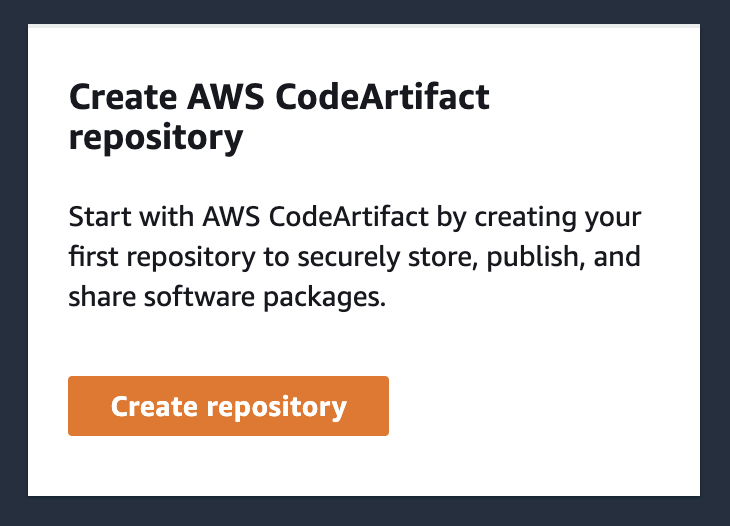 Create AWS CodeArtifact
repository
Start with AWS CodeArtifact by creating your
first repository to securely store, publish, and
share software packages.
Create repository